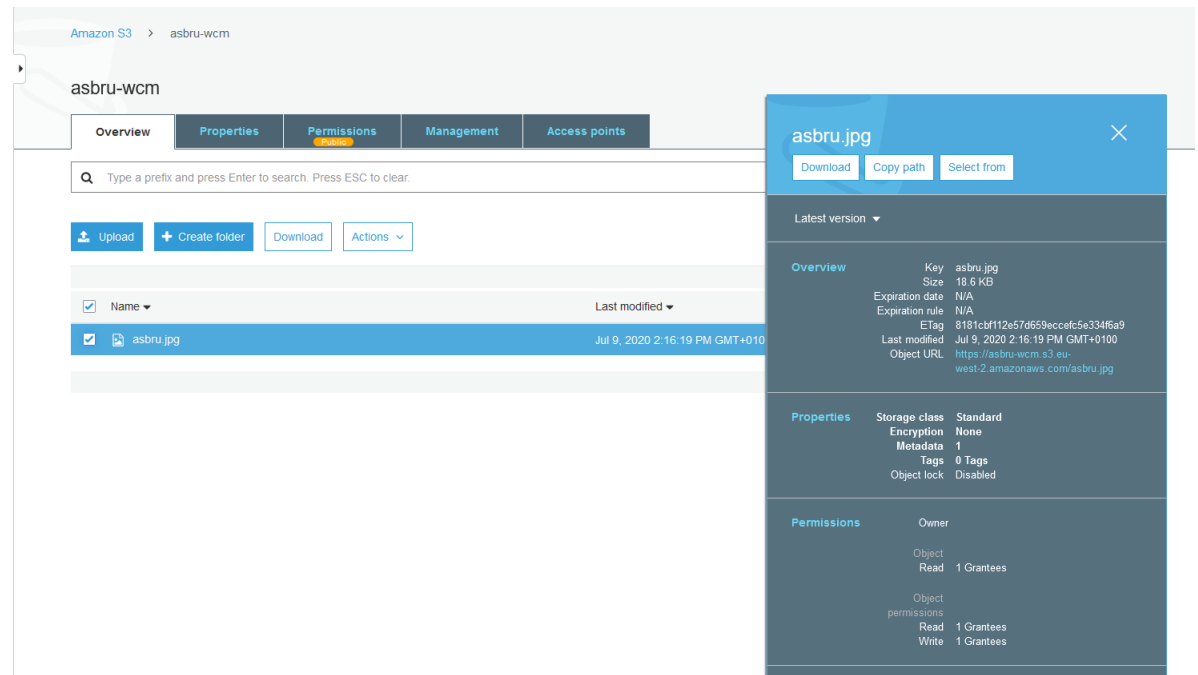 Amazon S3 > asbru-wcm
asbru-wcm
Overview Properties Permissions Management Access points
Public
Type a prefix and press Enter to search. Press ESC to clear.
Upload Create folder Download Actions
Name Last modified
asbru.jpg Jul 9, 2020 2:16:19 PM GMT+010
asbru.jpg
Download Copy path Select from
Latest version
Overview Key asbru.jpg
Size 18.6 KB
Expiration date N/A
Expiration rule N/A
ETag 8181cbf112e57d659eccefc5e334f6a9
Last modified Jul 9, 2020 2:16:19 PM GMT+0100
Object URL https://asbru-wcm.s3.eu-
west-2.amazonaws.com/asbru.jpg
Properties Storage class Standard
Encryption None
Metadata 1
Tags 0 Tags
Object lock Disabled
Permissions Owner
Object
Read 1 Grantees
Object
permissions
Read 1 Grantees
Write 1 Grantees